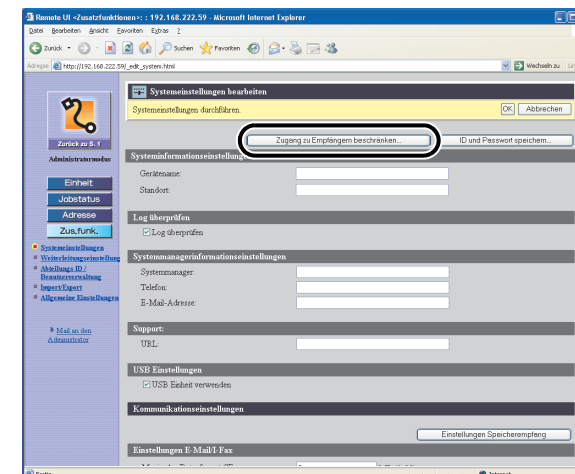 Remote UI <Zusatzfunktionen>: : 192.168.222.59 - Microsoft Internet Explorer
Datei Bearbeiten Ansicht Favoriten Extras ?
Zurück Suchen Favoriten
Adresse http://192.168.222.59/_edit_system.html Wechseln zu
Systemeinstellungen bearbeiten
Systemeinstellungen durchführen. OK Abbrechen
Zurück zu S. 1
Administratormodus
Einheit
Jobstatus
Adresse
Zus.funk.
Systemeinstellungen
Weiterleitungseinstellung
Abteilungs ID /
Benutzerverwaltung
Import/Export
Allgemeine Einstellungen
Mail an den
Administrator
Zugang zu Empfängern beschränken... ID und Passwort speichern...
Systeminformationseinstellung
Gerätename:
Standort:
Log überprüfen
Log überprüfen
Systemmanagerinformationseinstellungen
Systemmanager:
Telefon:
E-Mail-Adresse:
Support:
URL:
USB Einstellungen
USB Einheit verwenden
Kommunikationseinstellungen
Einstellungen Speicherempfang
Einstellungen E-Mail/I-Fax
Fertig Internet